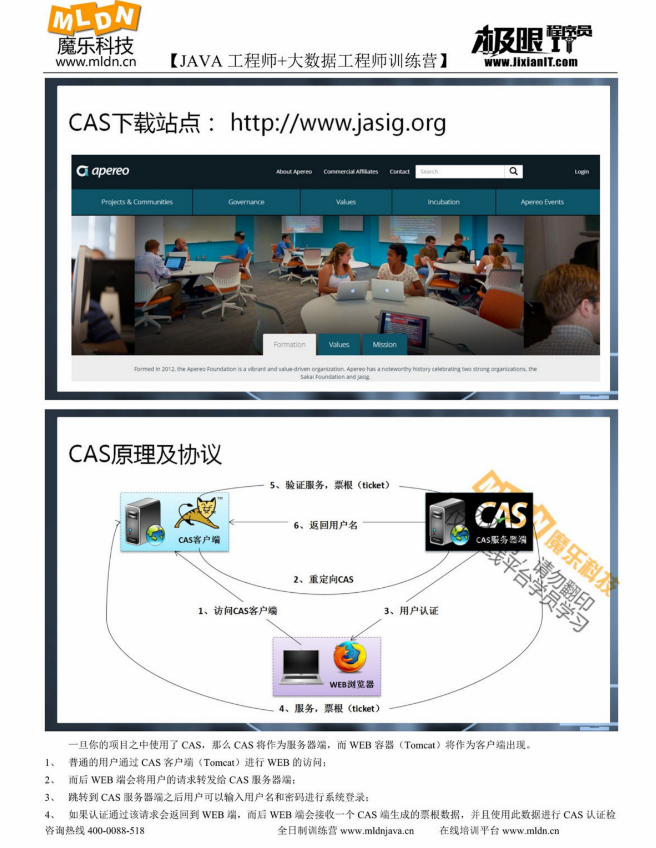 MLDN
魔乐科技
www.mldn.cn
【JAVA 工程师+大数据工程师训练营】
极限IT程序员
www.JixianIT.com
CAS下载站点： http://www.jasig.org
apereo
About Apereo Commercial Affiliates Contact Search Login
Projects & Communities Governance Values Incubation Apereo Events
Formation Values Mission
Formed in 2012, the Apereo Foundation is a vibrant and value-driven organization. Apereo has a noteworthy history celebrating two strong organizations, the
Sakai Foundation and Jasig.
CAS原理及协议
5、验证服务，票根（ticket）
CAS客户端
6、返回用户名
CAS
CAS服务器端
2、重定向CAS
1、访问CAS客户端
3、用户认证
WEB浏览器
4、服务，票根（ticket）
MLDN魔乐科技
请勿翻印
平台学员学习
一旦你的项目之中使用了 CAS，那么 CAS 将作为服务器端，而 WEB 容器（Tomcat）将作为客户端出现。
1、 普通的用户通过 CAS 客户端（Tomcat）进行 WEB 的访问；
2、 而后 WEB 端会将用户的请求转发给 CAS 服务器端；
3、 跳转到 CAS 服务器端之后用户可以输入用户名和密码进行系统登录；
4、 如果认证通过该请求会返回到 WEB 端，而后 WEB 端会接收一个 CAS 端生成的票根数据，并且使用此数据进行 CAS 认证检
咨询热线 400-0088-518 全日制训练营 www.mldnjava.cn 在线培训平台 www.mldn.cn